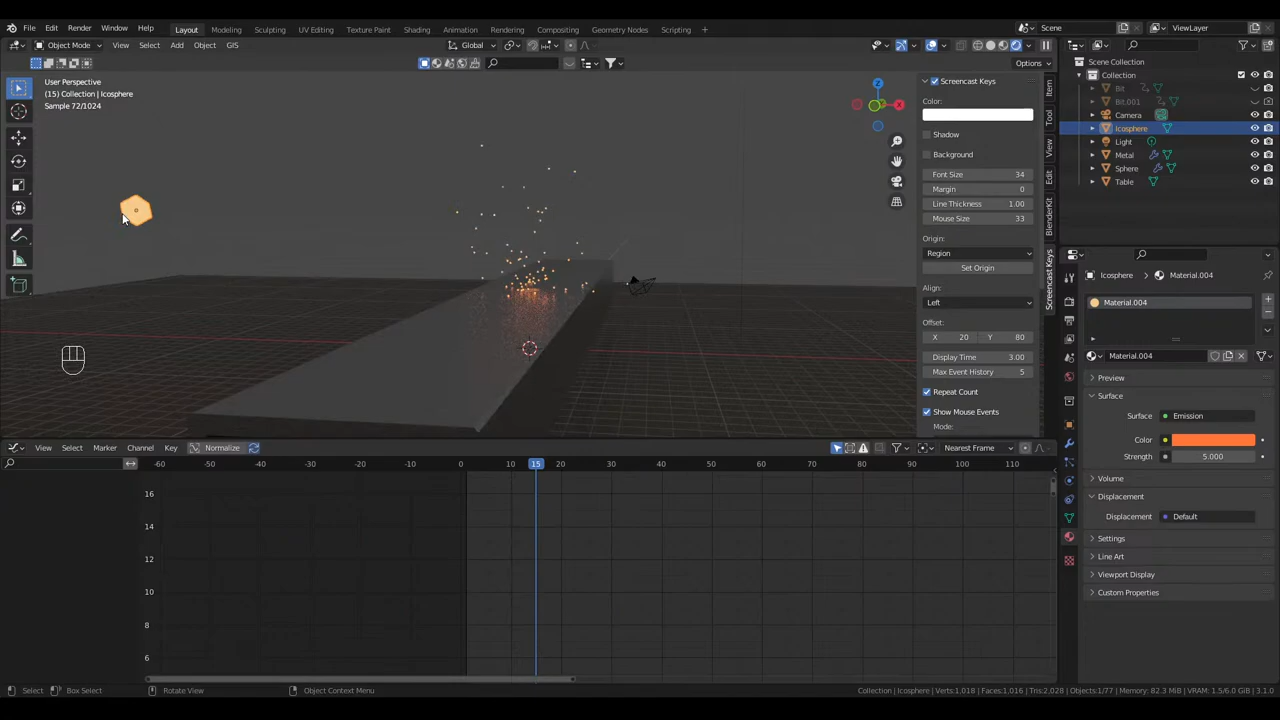 File Edit Render Window Help Layout Modeling Sculpting UV Editing Texture Paint Shading Animation Rendering Compositing Geometry Nodes Scripting Scene ViewLayer
Object Mode View Select Add Object GIS Global
Options
User Perspective
(15) Collection | Icosphere
Sample 72/1024
Screencast Keys
Color:
Shadow
Background
Font Size 34
Margin 0
Line Thickness 1.00
Mouse Size 33
Origin:
Region
Set Origin
Align:
Left
Offset:
X 20 Y 80
Display Time 3.00
Max Event History 5
Repeat Count
Show Mouse Events
Mode:
Item
Tool
View
Edit
BlenderKit
Screencast Keys
Scene Collection
Collection
Bit
Bit.001
Camera
Icosphere
Light
Metal
Sphere
Table
Icosphere Material.004
Material.004
Material.004
Preview
Surface
Surface Emission
Color
Strength 5.000
Volume
Displacement
Displacement Default
Settings
Line Art
Viewport Display
Custom Properties
View Select Marker Channel Key Normalize Nearest Frame
-60 -50 -40 -30 -20 -10 0 10 15 20 30 40 50 60 70 80 90 100 110
16
14
12
10
8
6
Select Box Select Rotate View Object Context Menu Collection | Icosphere | Verts:1,018 | Faces:1,016 | Tris:2,028 | Objects:1/77 | Memory: 82.3 MiB | VRAM: 1.5/6.0 GiB | 3.1.0